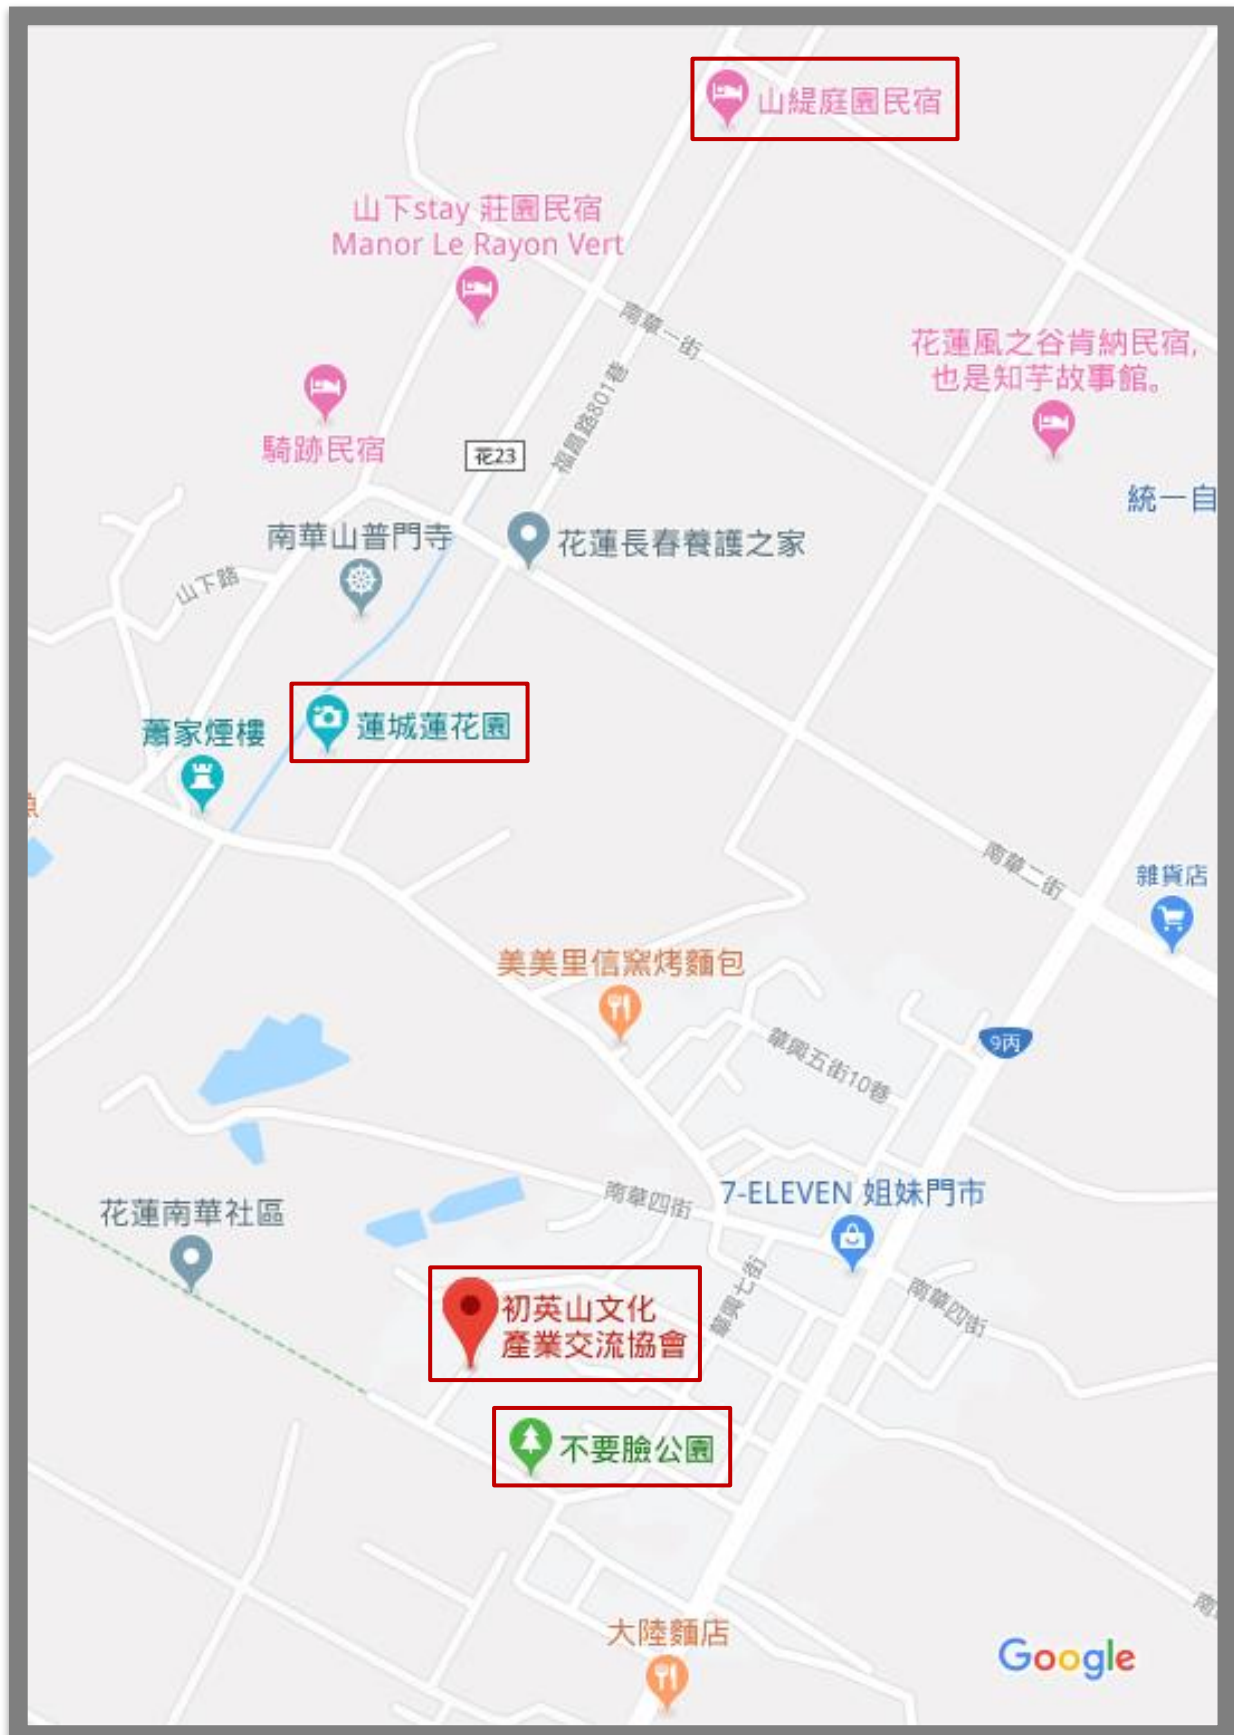 山緹庭園民宿
山下stay 莊園民宿
Manor Le Rayon Vert
南華一街
花蓮風之谷肯納民宿,
也是知芋故事館。
騎跡民宿
花23
福昌路801巷
統一自
南華山普門寺
花蓮長春養護之家
山下路
蓮城蓮花園
蕭家煙樓
南華二街
雜貨店
美美里信窯烤麵包
9丙
華興五街10巷
南華四街
7-ELEVEN 姐妹門市
花蓮南華社區
華興七街
南華四街
初英山文化
產業交流協會
不要臉公園
大陸麵店
Google